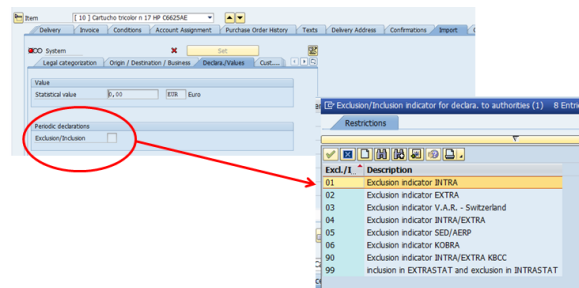 Item [ 10 ] Cartucho tricolor n 17 HP C6625AE
Delivery Invoice Conditions Account Assignment Purchase Order History Texts Delivery Address Confirmations Import
System Set
Legal categorization Origin / Destination / Business Declara./Values Cust....
Value
Statistical value 0,00 EUR Euro
Periodic declarations
Exclusion/Inclusion
Exclusion/Inclusion indicator for declara. to authorities (1) 8 Entri
Restrictions
Excl./I.. Description
01 Exclusion indicator INTRA
02 Exclusion indicator EXTRA
03 Exclusion indicator V.A.R. - Switzerland
04 Exclusion indicator INTRA/EXTRA
05 Exclusion indicator SED/AERP
06 Exclusion indicator KOBRA
90 Exclusion indicator INTRA/EXTRA KBCC
99 inclusion in EXTRASTAT and exclusion in INTRASTAT